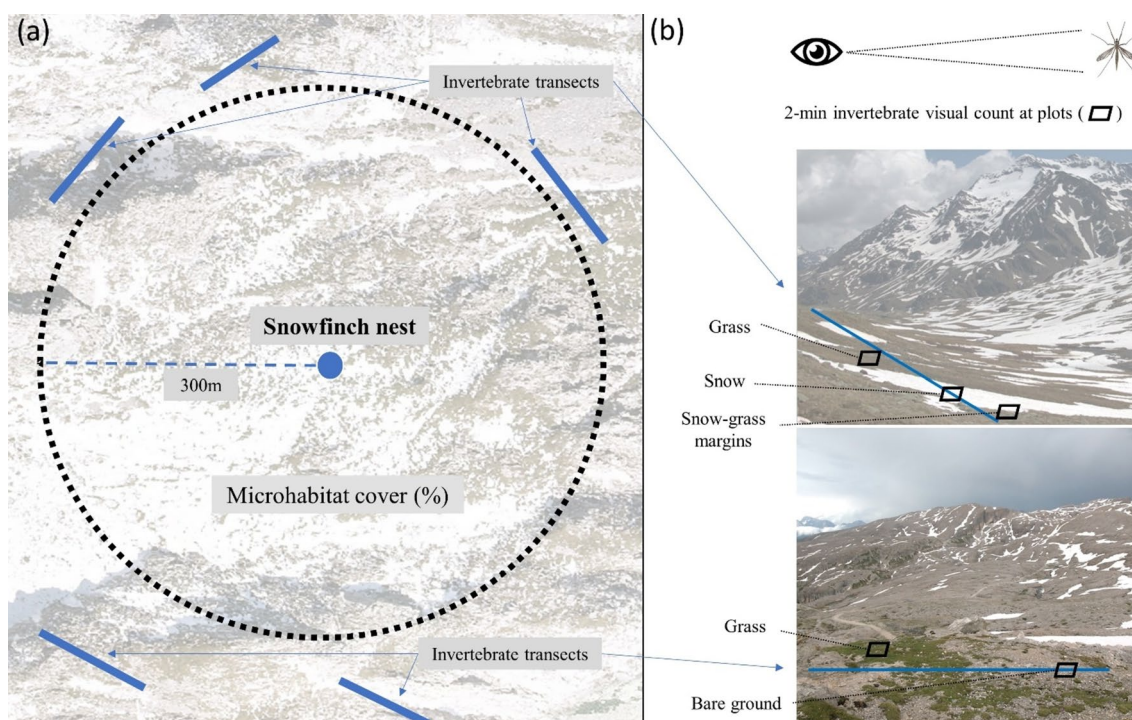 (a)
Invertebrate transects
Snowfinch nest
300m
Microhabitat cover (%)
Invertebrate transects
(b)
2-min invertebrate visual count at plots ( )
Grass
Snow
Snow-grass
margins
Grass
Bare ground